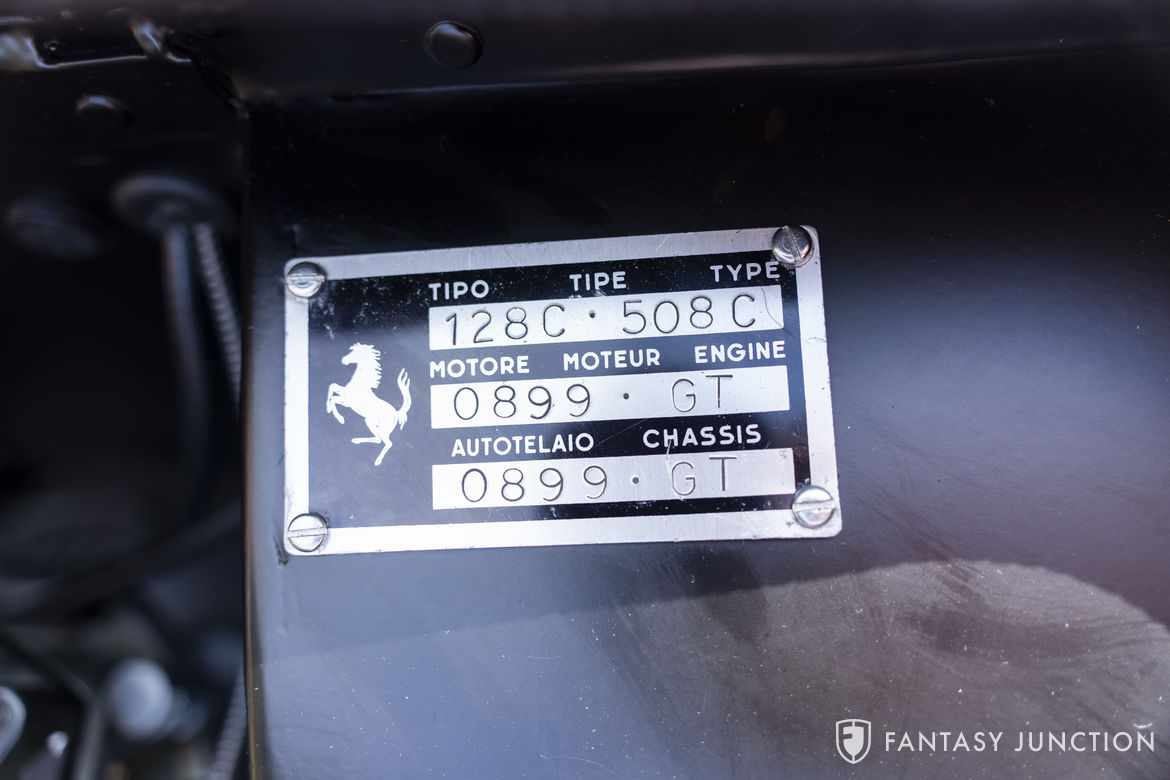 TIPO TIPE TYPE
128C · 508C
MOTORE MOTEUR ENGINE
0899 · GT
AUTOTELAIO CHASSIS
0899 · GT
FANTASY JUNCTION